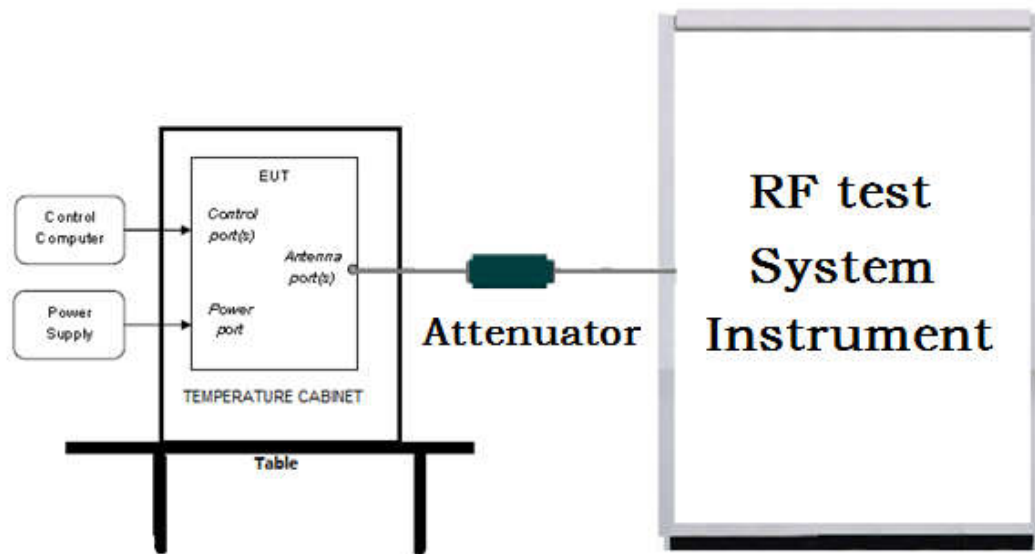 Control
Computer
Power
Supply
EUT
Control
port(s)
Antenna
port(s)
Power
port
TEMPERATURE CABINET
Table
Attenuator
RF test
System
Instrument